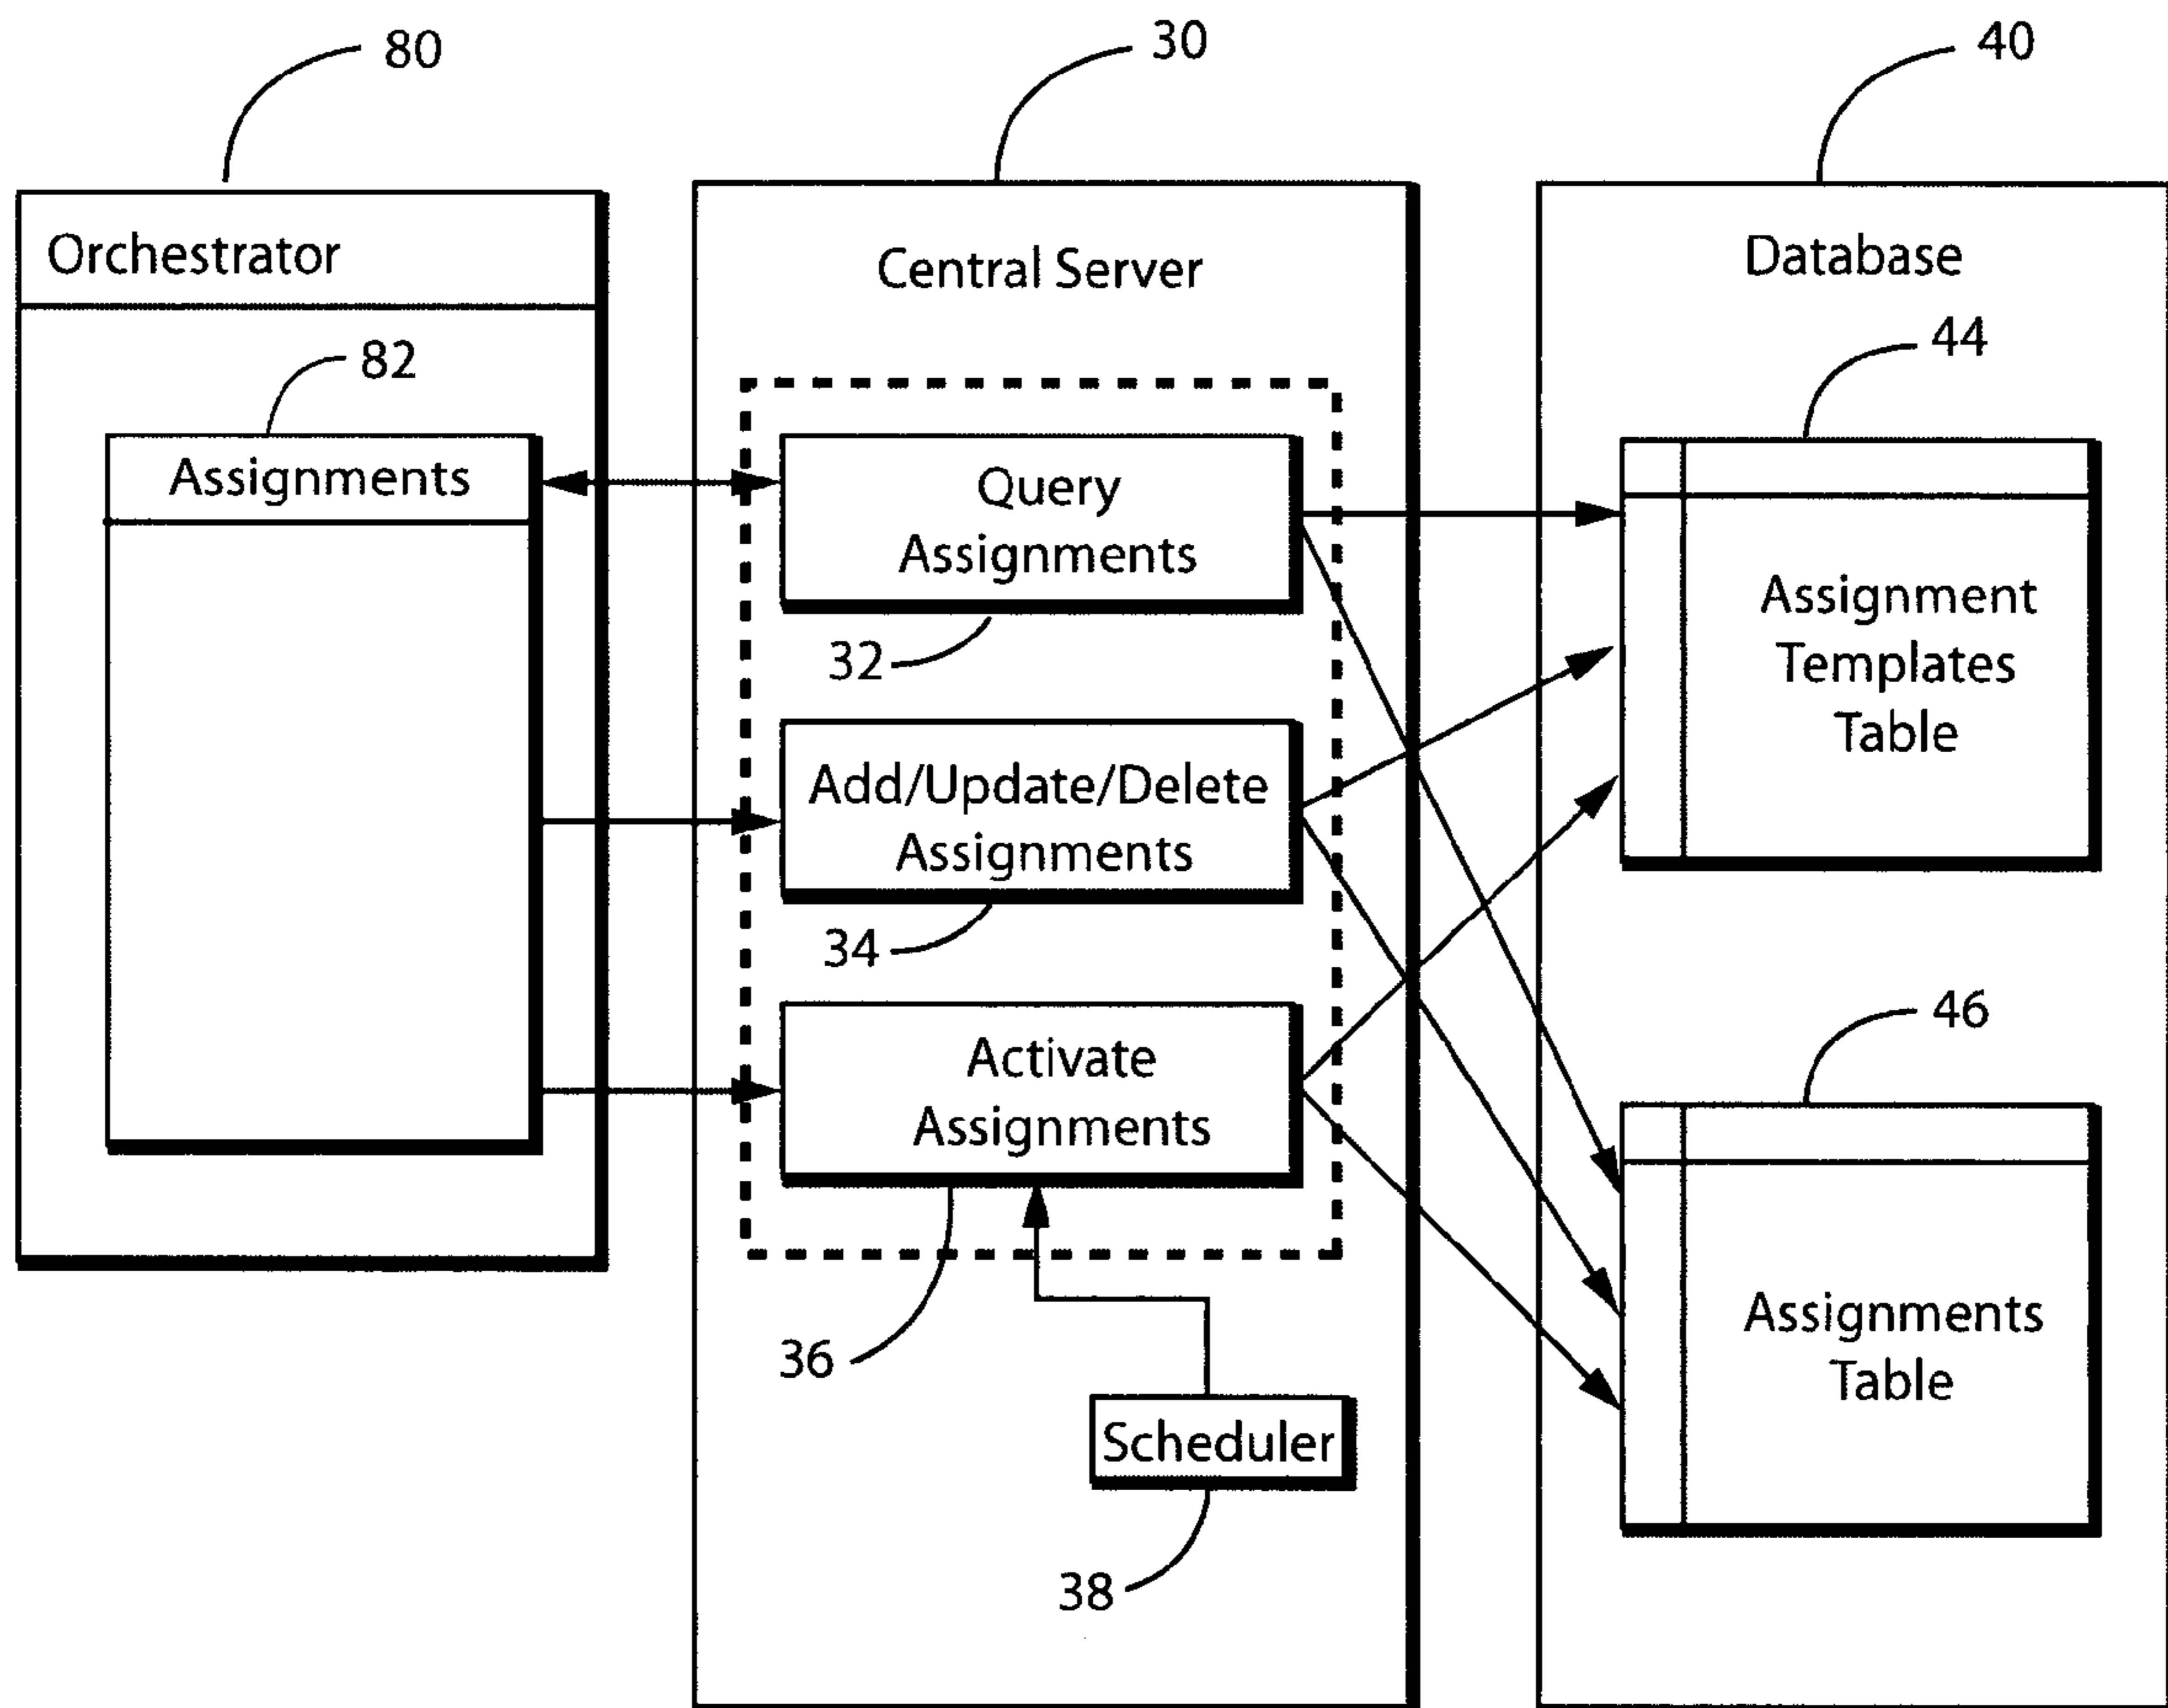 80
30
40
Orchestrator
Central Server
Database
82
44
Assignments
Query
Assignments
Assignment
Templates
Table
32
Add/Update/Delete
Assignments
34
46
Activate
Assignments
Assignments
Table
36
Scheduler
38